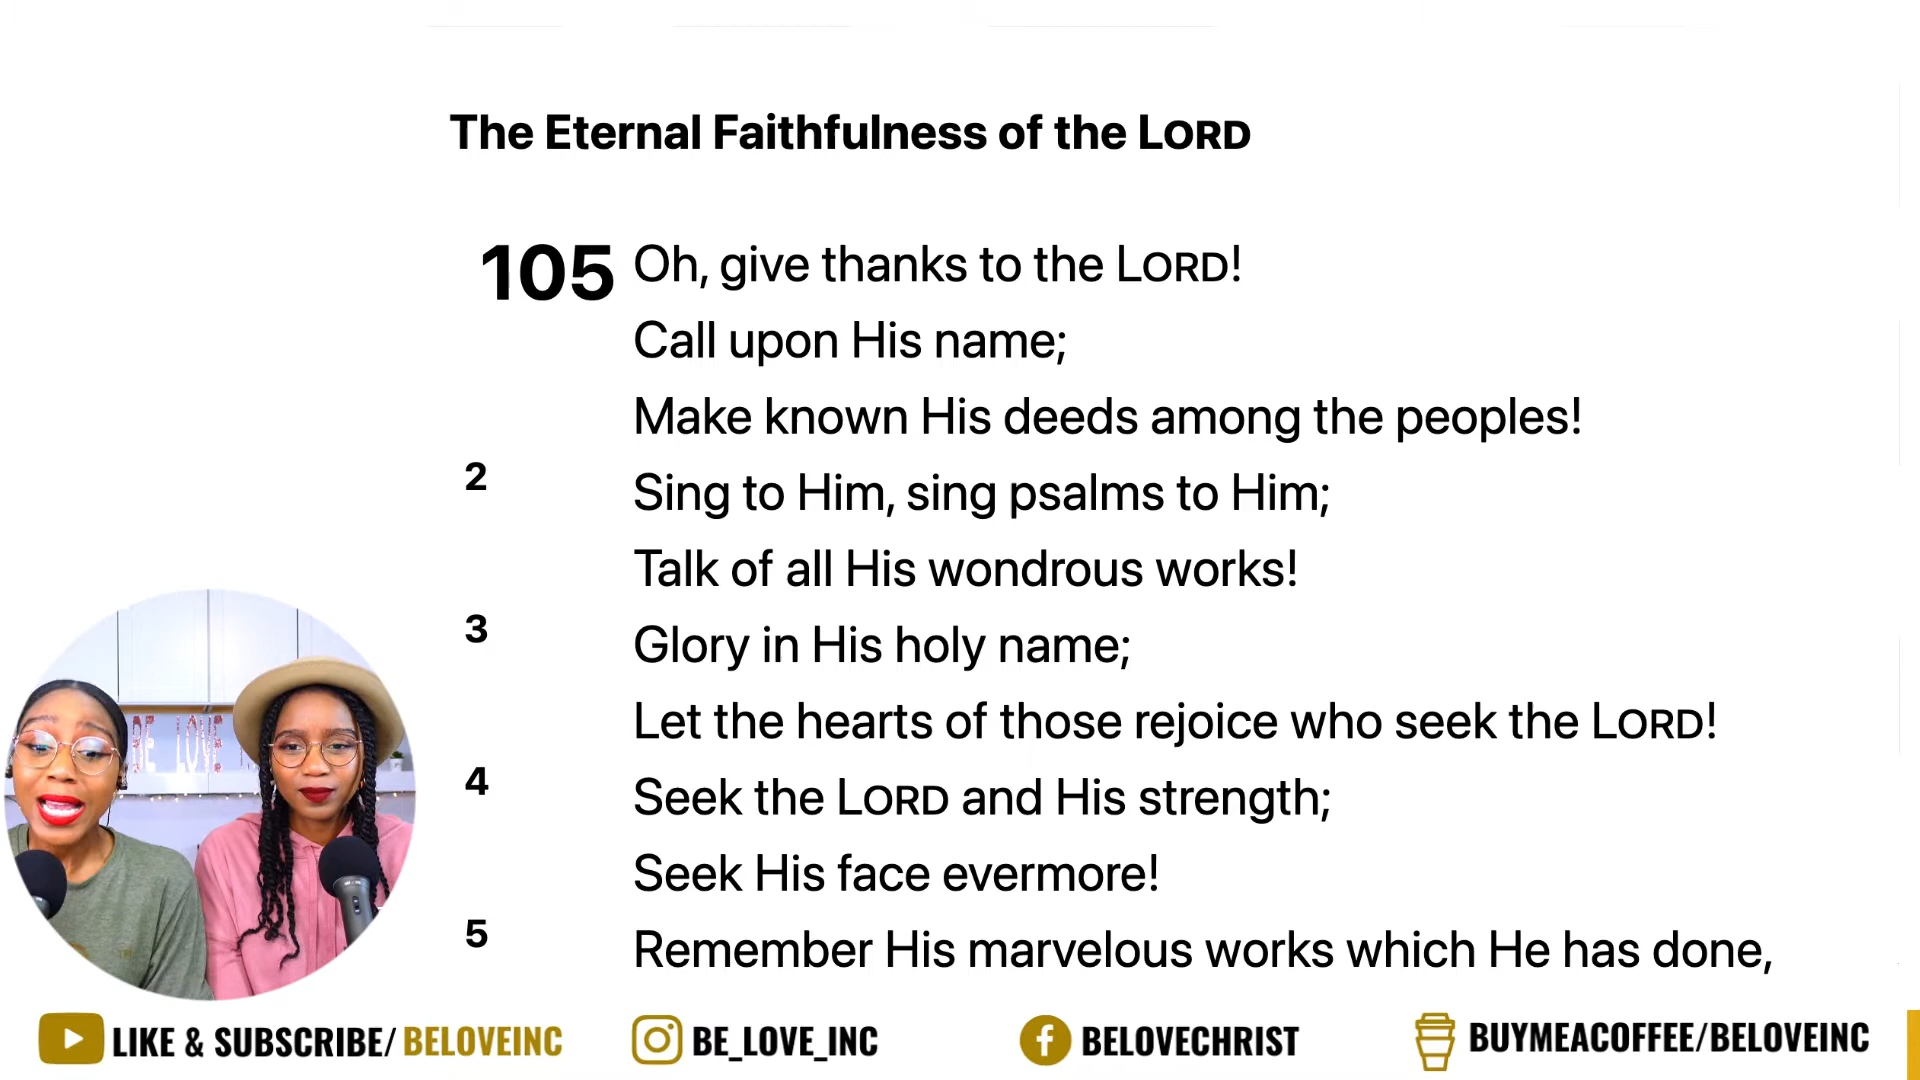 The Eternal Faithfulness of the LORD
105 Oh, give thanks to the LORD!
Call upon His name;
Make known His deeds among the peoples!
2 Sing to Him, sing psalms to Him;
Talk of all His wondrous works!
3 Glory in His holy name;
Let the hearts of those rejoice who seek the LORD!
4 Seek the LORD and His strength;
Seek His face evermore!
5 Remember His marvelous works which He has done,
BE LOVE
LIKE & SUBSCRIBE/ BELOVEINC
BE_LOVE_INC
BELOVECHRIST
BUYMEACOFFEE/BELOVEINC